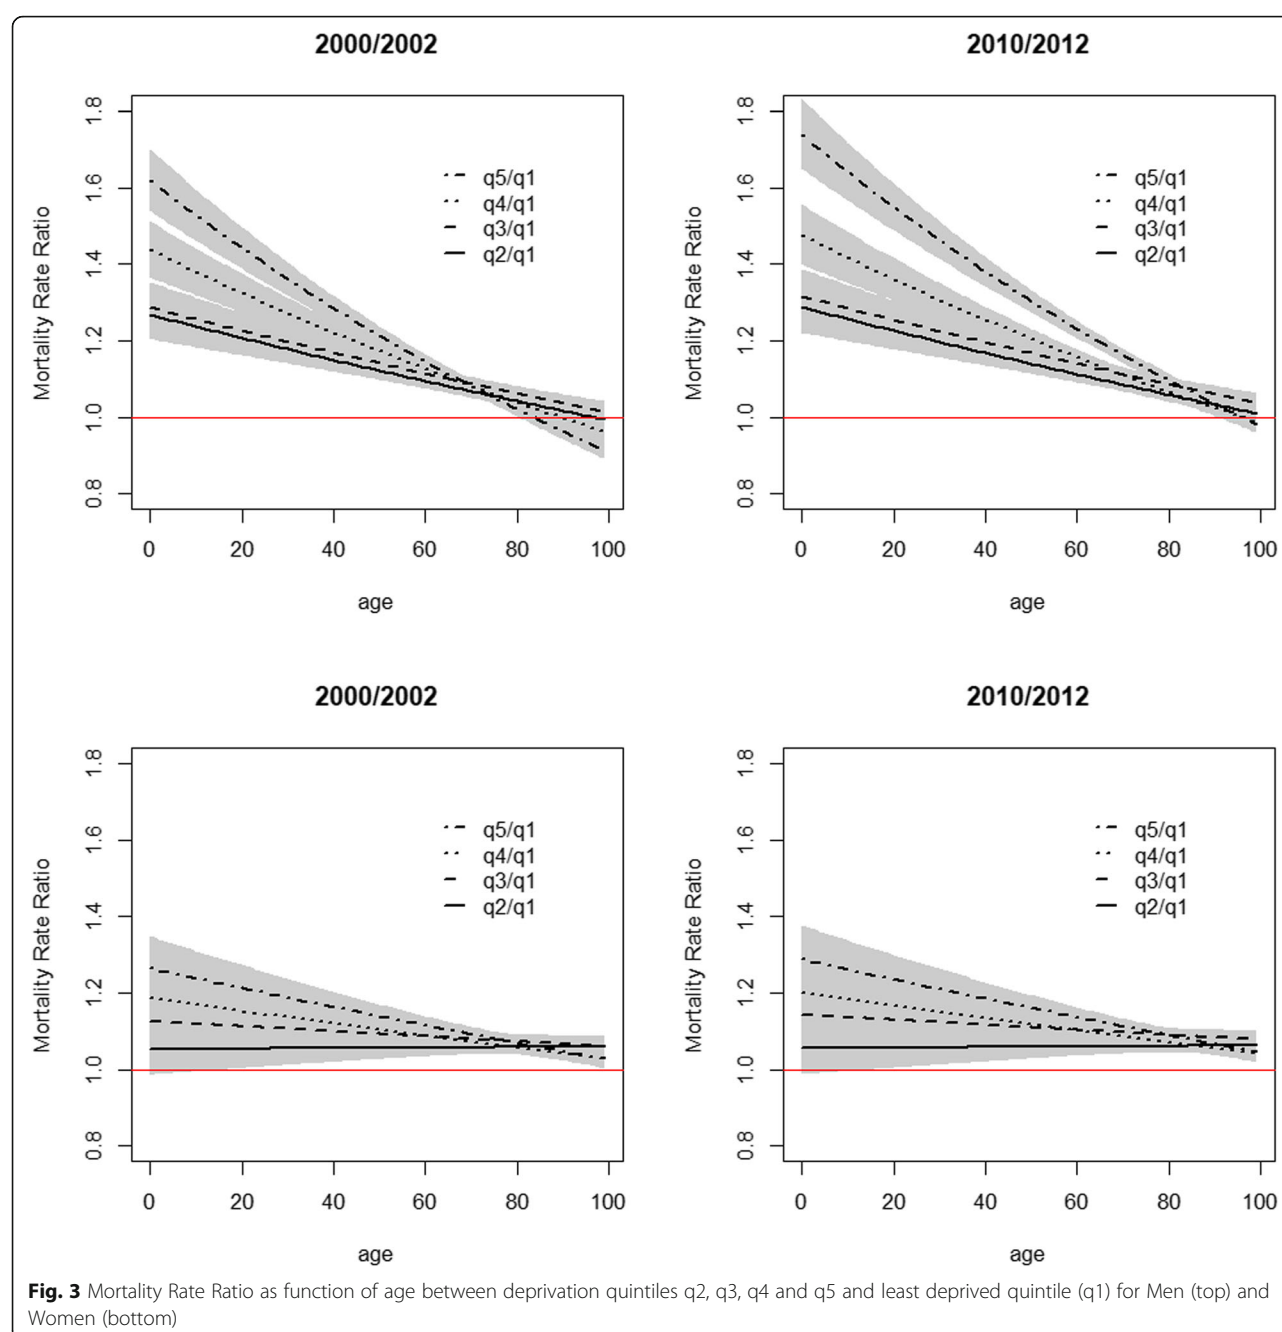 2000/2002
Mortality Rate Ratio
1.8
1.6
1.4
1.2
1.0
0.8
q5/q1
q4/q1
q3/q1
q2/q1
0 20 40 60 80 100
age
2010/2012
Mortality Rate Ratio
1.8
1.6
1.4
1.2
1.0
0.8
q5/q1
q4/q1
q3/q1
q2/q1
0 20 40 60 80 100
age
2000/2002
Mortality Rate Ratio
1.8
1.6
1.4
1.2
1.0
0.8
q5/q1
q4/q1
q3/q1
q2/q1
0 20 40 60 80 100
age
2010/2012
Mortality Rate Ratio
1.8
1.6
1.4
1.2
1.0
0.8
q5/q1
q4/q1
q3/q1
q2/q1
0 20 40 60 80 100
age
Fig. 3 Mortality Rate Ratio as function of age between deprivation quintiles q2, q3, q4 and q5 and least deprived quintile (q1) for Men (top) and
Women (bottom)